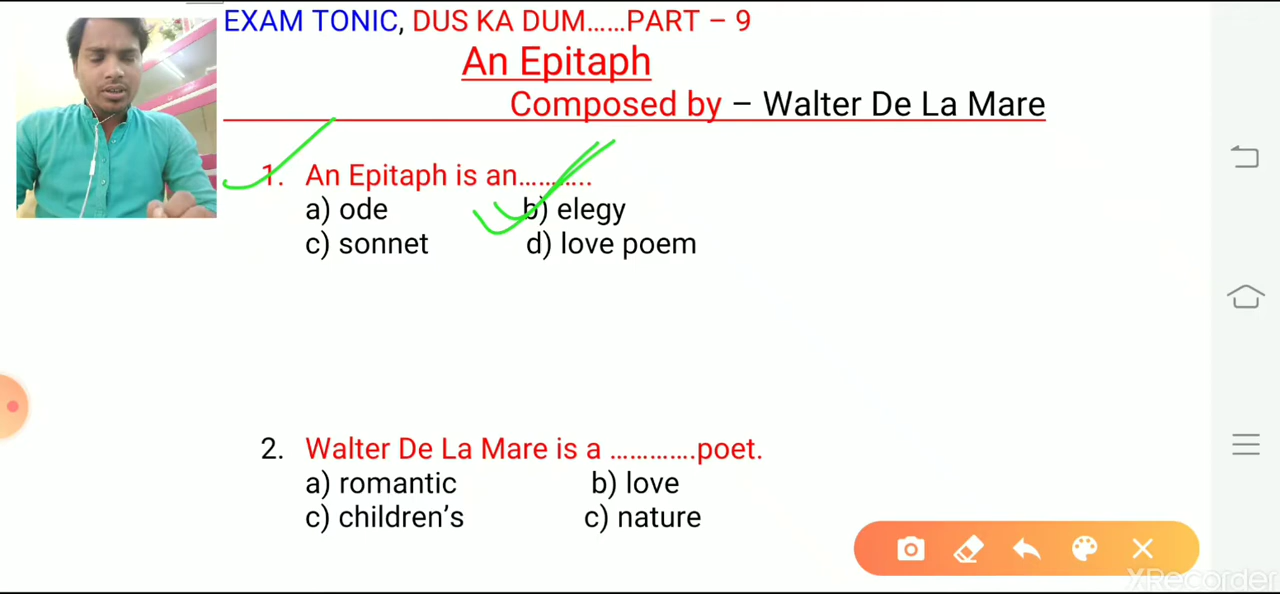 EXAM TONIC, DUS KA DUM……PART – 9
An Epitaph
Composed by – Walter De La Mare
1. An Epitaph is an………..
a) ode b) elegy
c) sonnet d) love poem
2. Walter De La Mare is a ………….poet.
a) romantic b) love
c) children’s c) nature
XRecorder